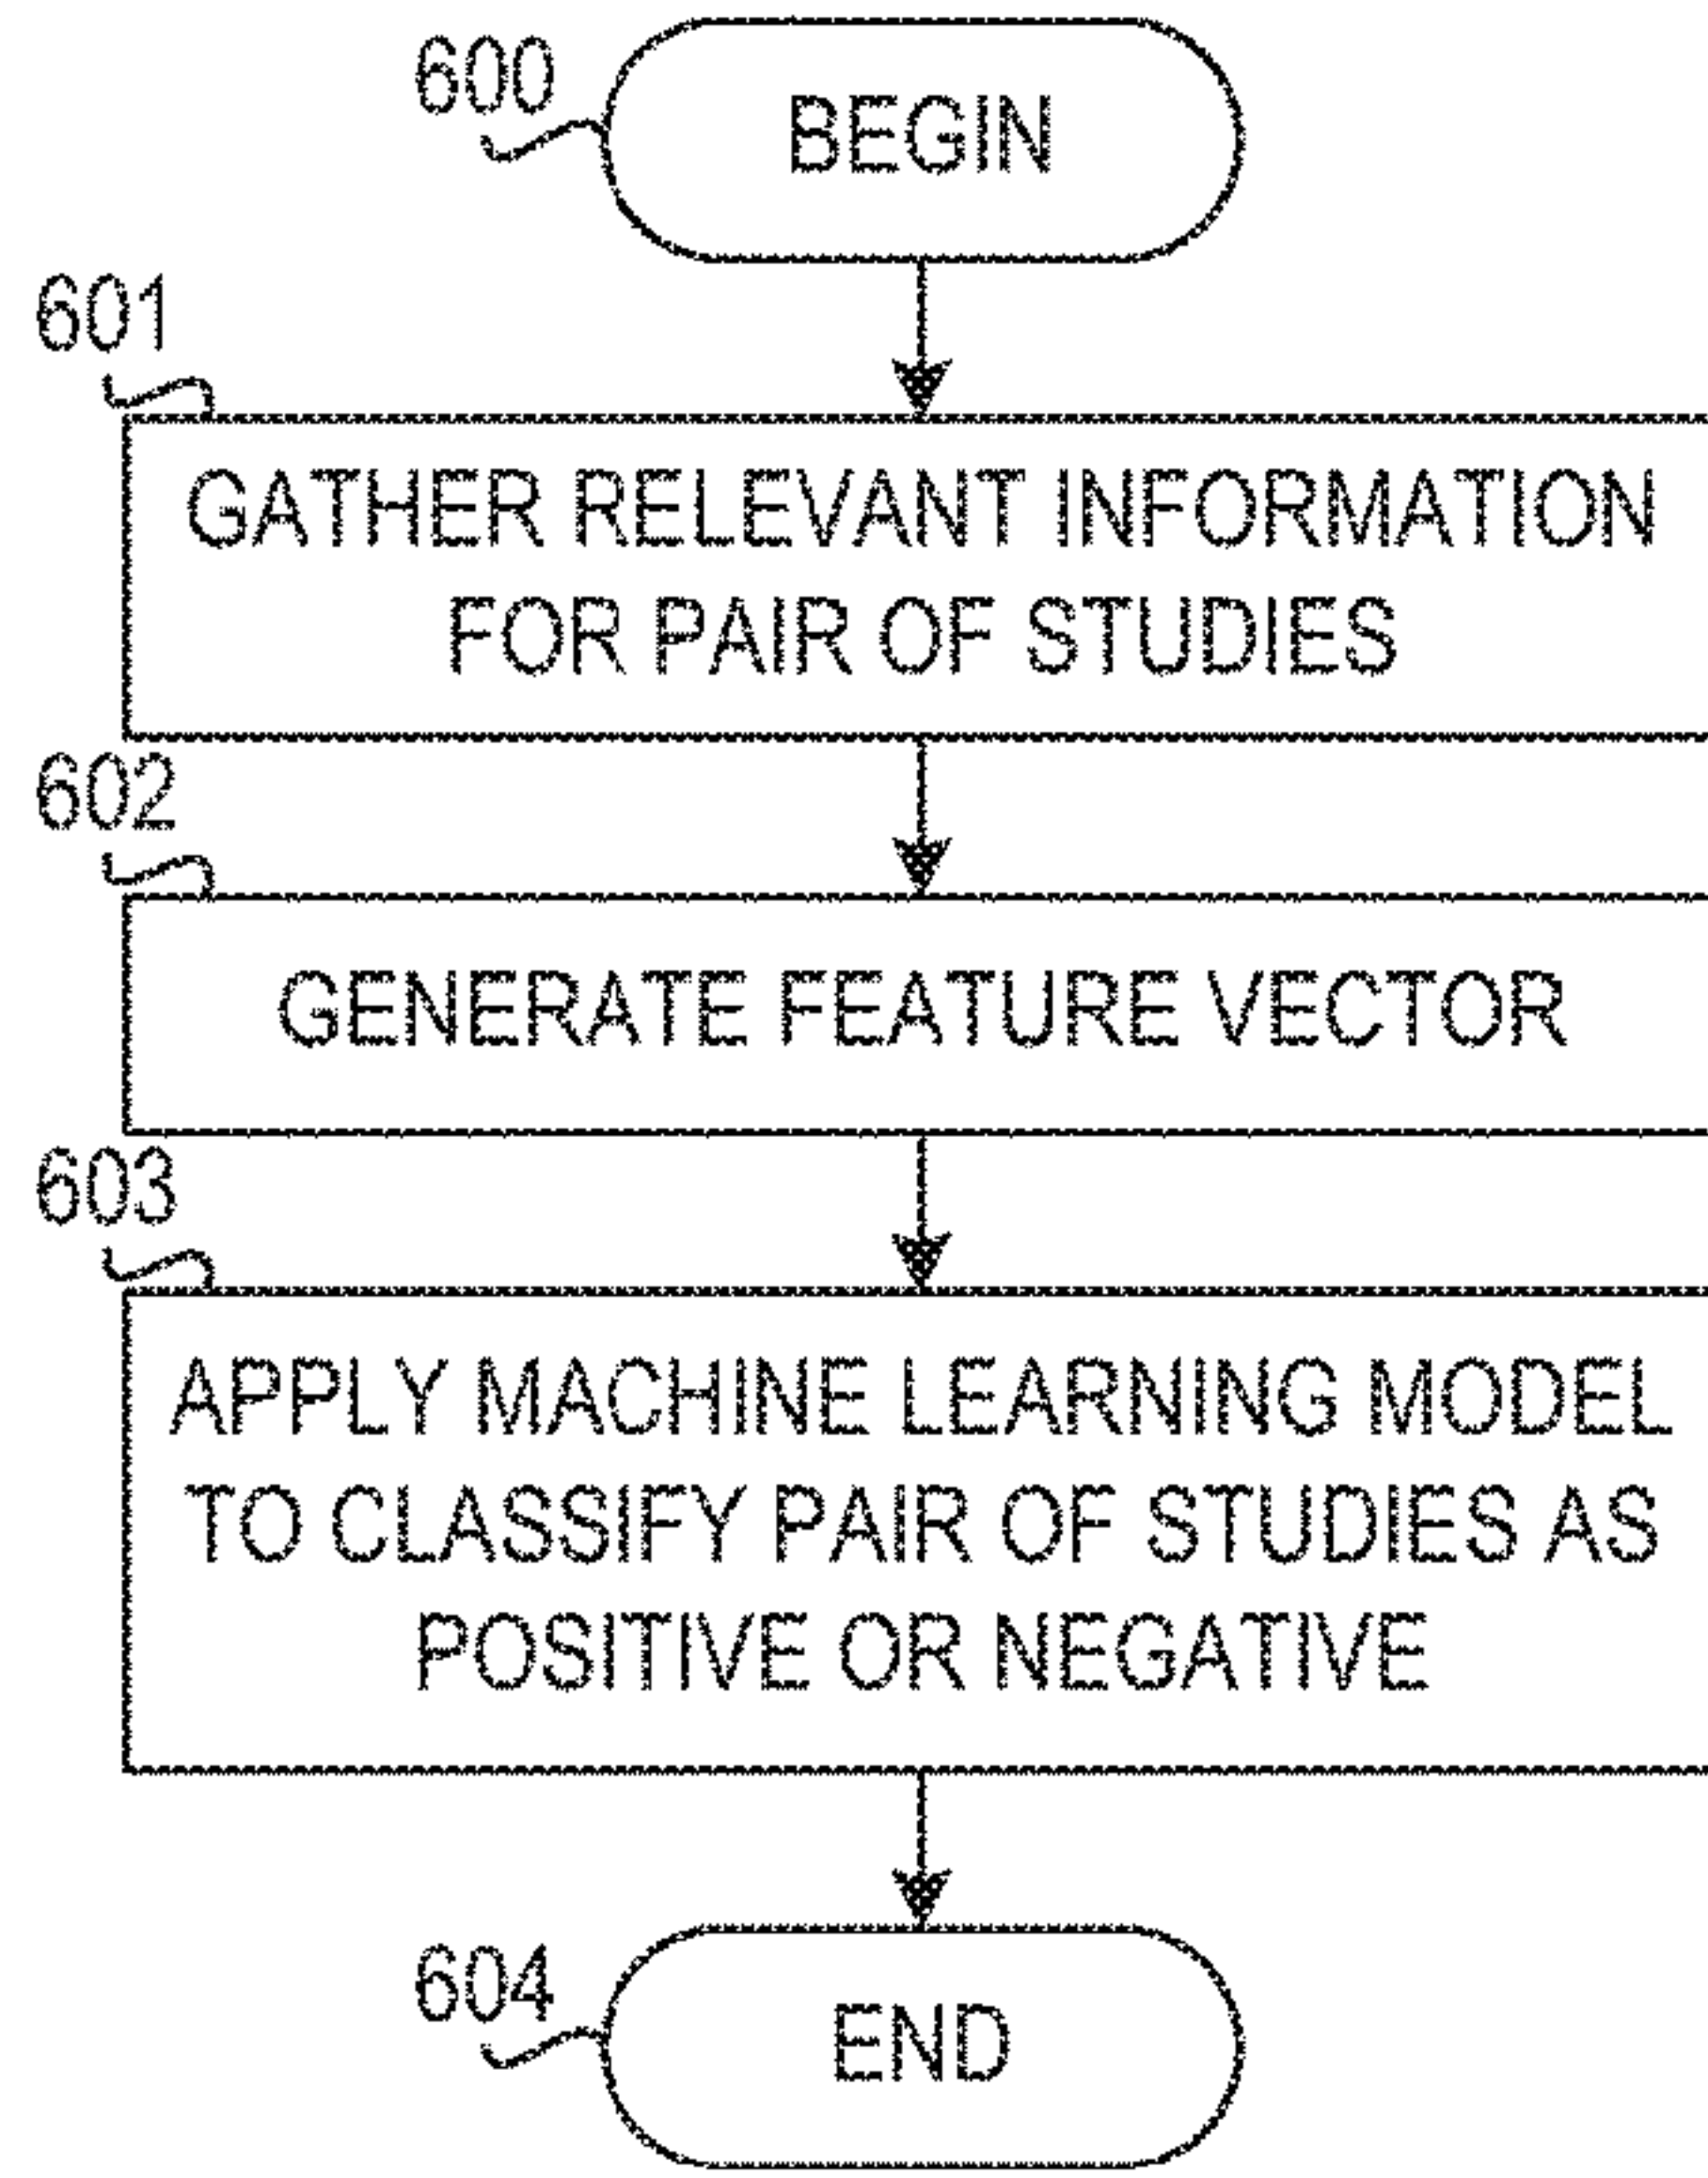 600
BEGIN
601
GATHER RELEVANT INFORMATION
FOR PAIR OF STUDIES
602
GENERATE FEATURE VECTOR
603
APPLY MACHINE LEARNING MODEL
TO CLASSIFY PAIR OF STUDIES AS
POSITIVE OR NEGATIVE
604
END